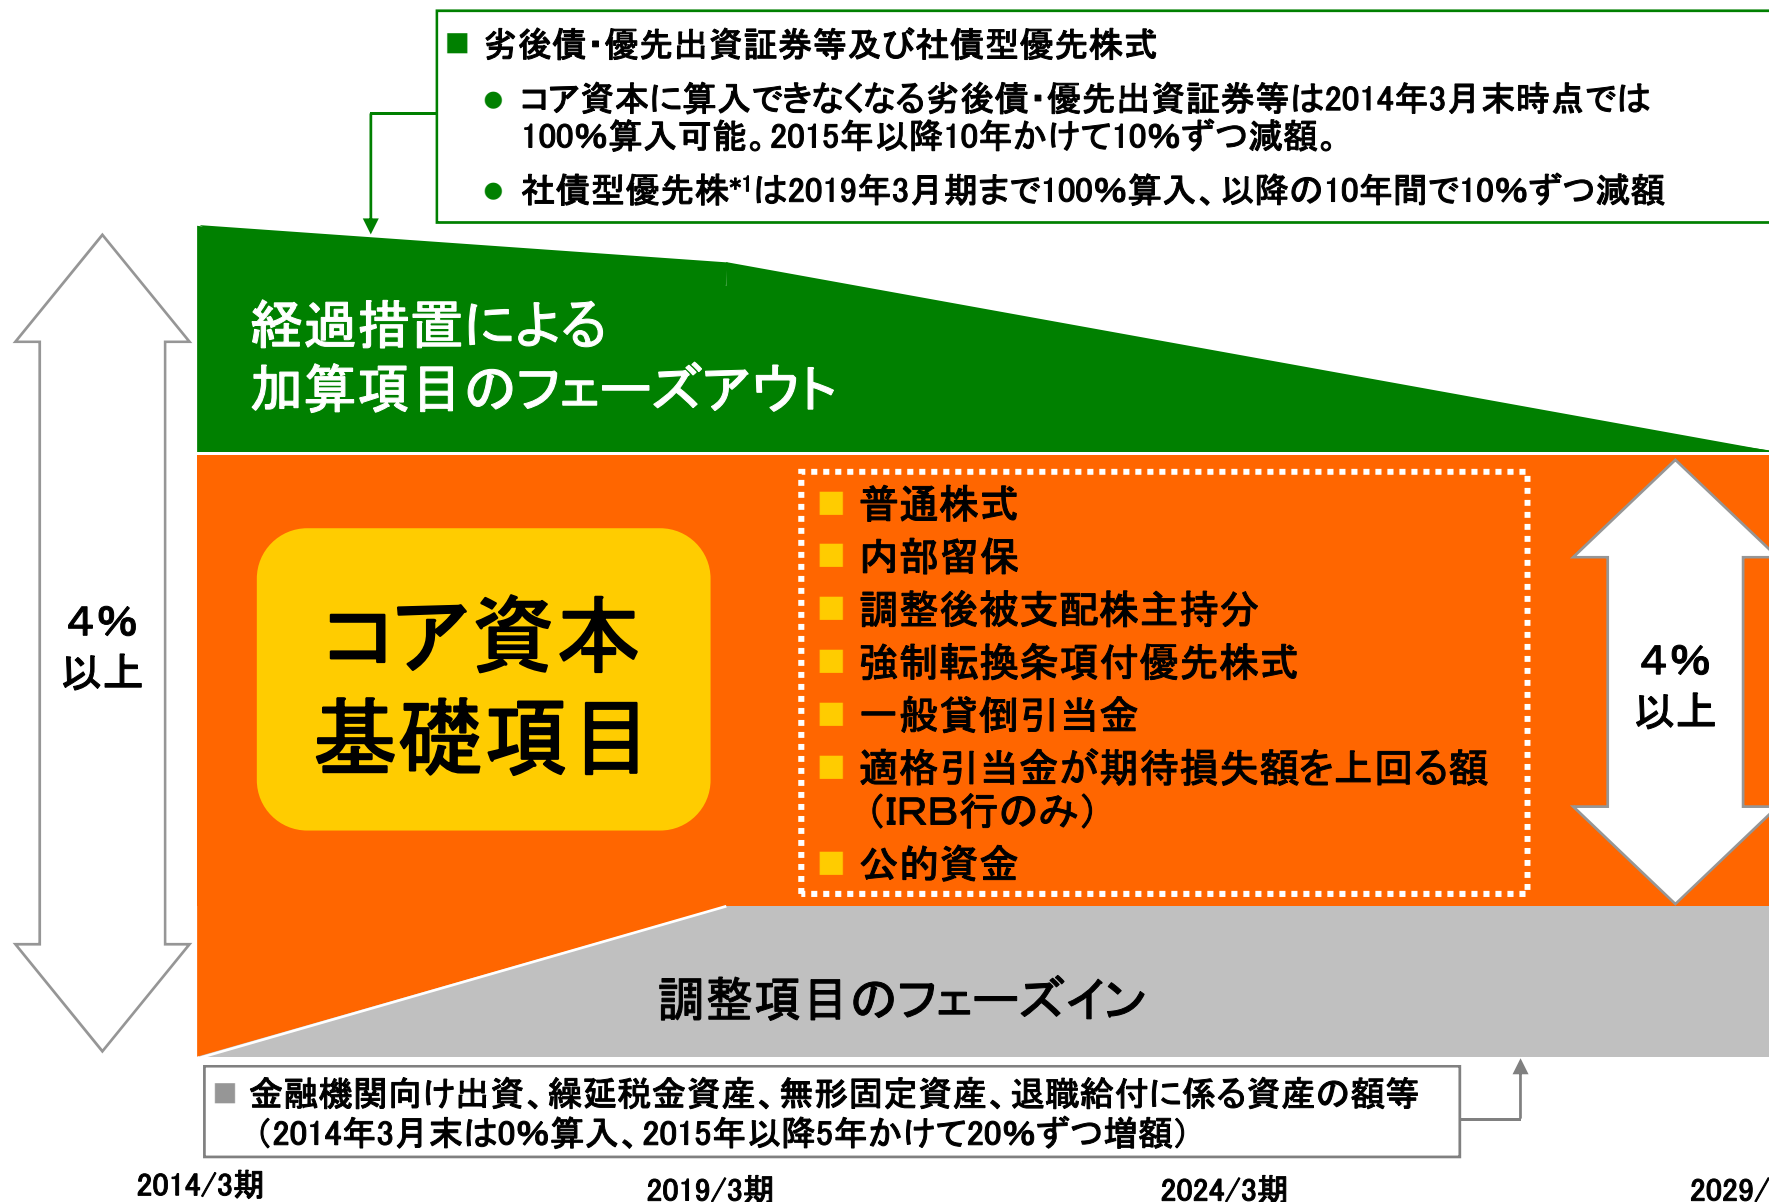 ■ 劣後債・優先出資証券等及び社債型優先株式
● コア資本に算入できなくなる劣後債・優先出資証券等は2014年3月末時点では
100%算入可能。2015年以降10年かけて10%ずつ減額。
● 社債型優先株*1は2019年3月期まで100%算入、以降の10年間で10%ずつ減額
経過措置による
加算項目のフェーズアウト
4%
以上
コア資本
基礎項目
■ 普通株式
■ 内部留保
■ 調整後被支配株主持分
■ 強制転換条項付優先株式
■ 一般貸倒引当金
■ 適格引当金が期待損失額を上回る額
（IRB行のみ）
■ 公的資金
4%
以上
調整項目のフェーズイン
■ 金融機関向け出資、繰延税金資産、無形固定資産、退職給付に係る資産の額等
（2014年3月末は0%算入、2015年以降5年かけて20%ずつ増額）
2014/3期
2019/3期
2024/3期
2029/